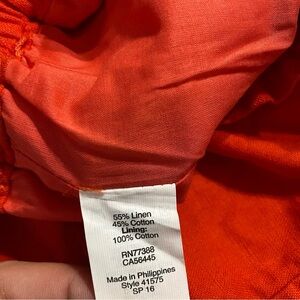 55% Linen
45% Cotton
Lining:
100% Cotton
RN77388
CA56445
Made in Philippines
Style 41575
SP 16